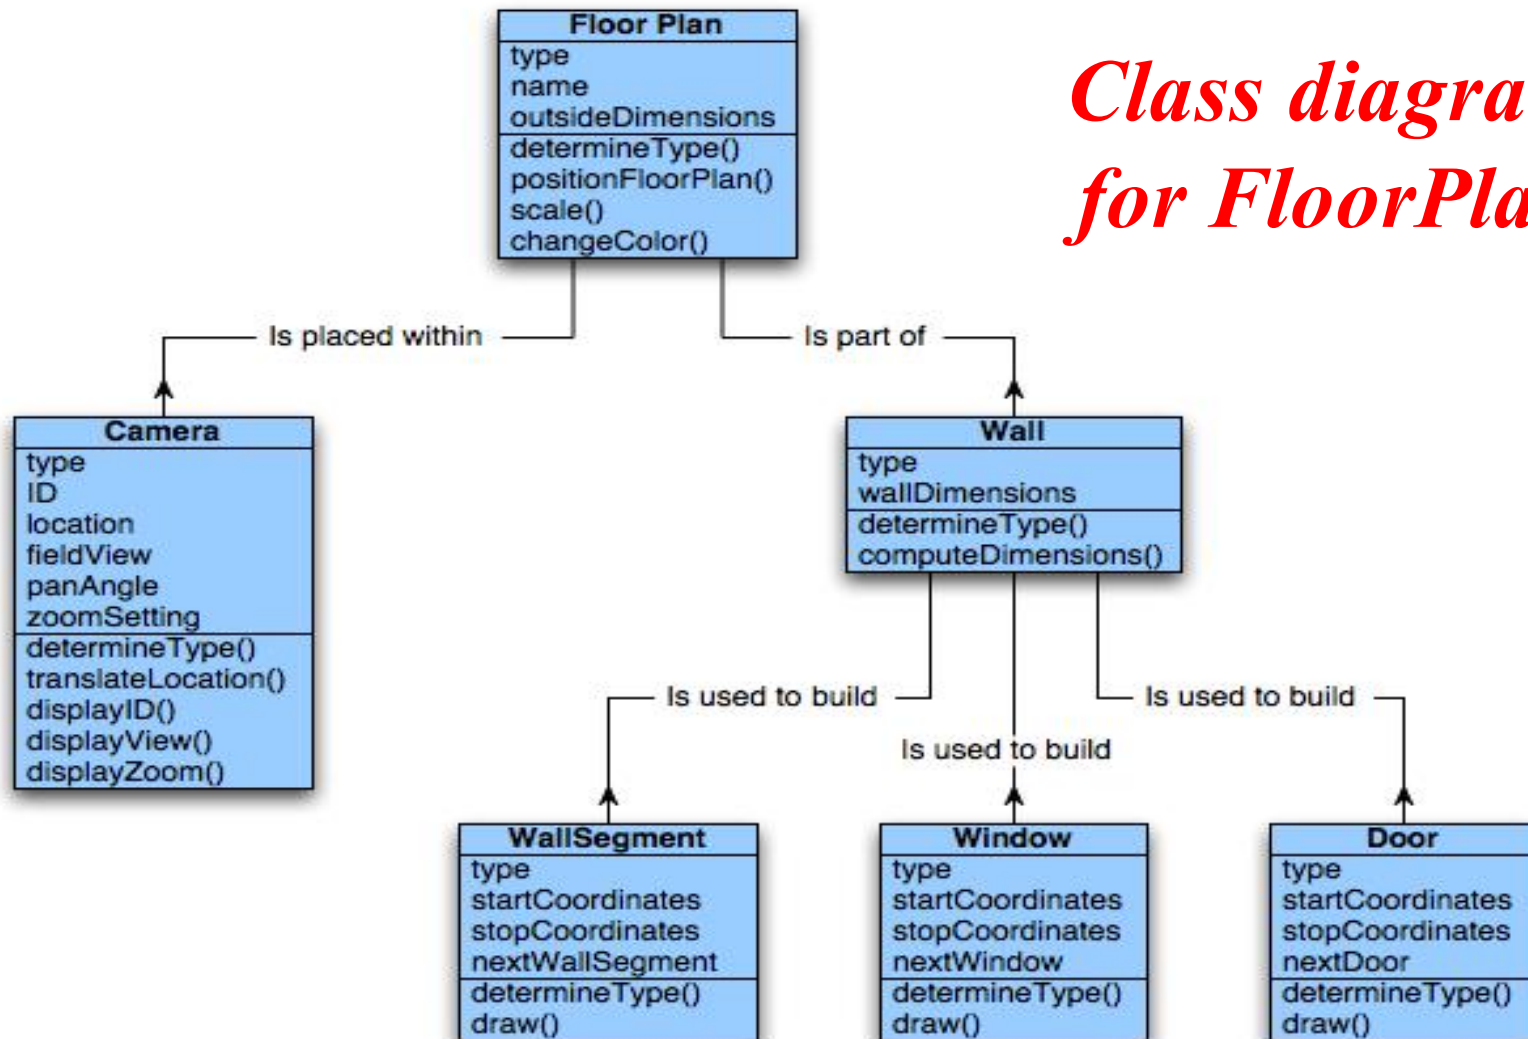 Class diagra
for FloorPla
Floor Plan
type
name
outsideDimensions
determineType()
positionFloorPlan()
scale()
changeColor()
Is placed within
Is part of
Camera
type
ID
location
fieldView
panAngle
zoomSetting
determineType()
translateLocation()
displayID()
displayView()
displayZoom()
Wall
type
wallDimensions
determineType()
computeDimensions()
Is used to build
Is used to build
Is used to build
WallSegment
type
startCoordinates
stopCoordinates
nextWallSegment
determineType()
draw()
Window
type
startCoordinates
stopCoordinates
nextWindow
determineType()
draw()
Door
type
startCoordinates
stopCoordinates
nextDoor
determineType()
draw()